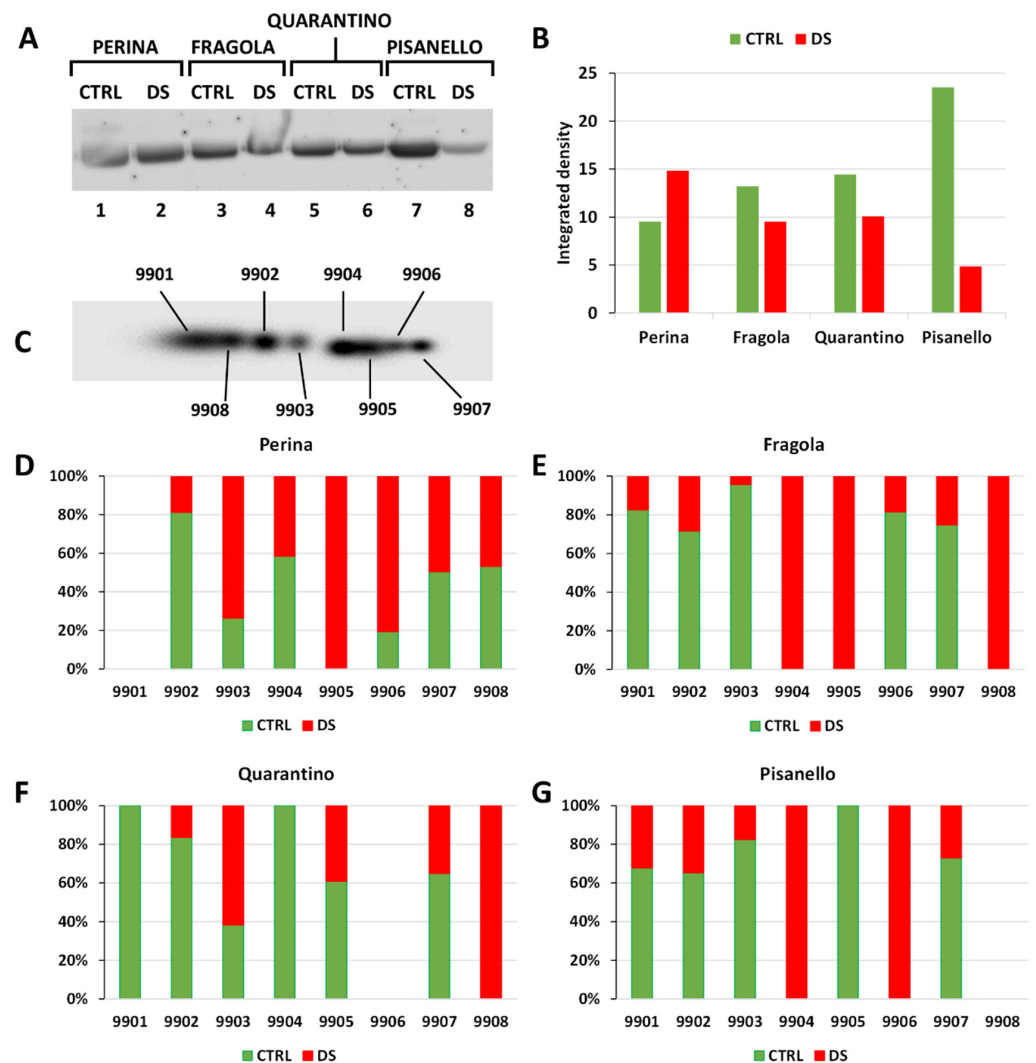 QUARANTINO
A
PERINA FRAGOLA PISANELLO
CTRL DS CTRL DS CTRL DS CTRL DS
1 2 3 4 5 6 7 8
B
CTRL DS
Integrated density
25
20
15
10
5
0
Perina Fragola Quarantino Pisanello
9901 9902 9904 9906
C
9908 9903 9905 9907
D
Perina
100%
80%
60%
40%
20%
0%
9901 9902 9903 9904 9905 9906 9907 9908
CTRL DS
E
Fragola
100%
80%
60%
40%
20%
0%
9901 9902 9903 9904 9905 9906 9907 9908
CTRL DS
F
Quarantino
100%
80%
60%
40%
20%
0%
9901 9902 9903 9904 9905 9906 9907 9908
CTRL DS
G
Pisanello
100%
80%
60%
40%
20%
0%
9901 9902 9903 9904 9905 9906 9907 9908
CTRL DS